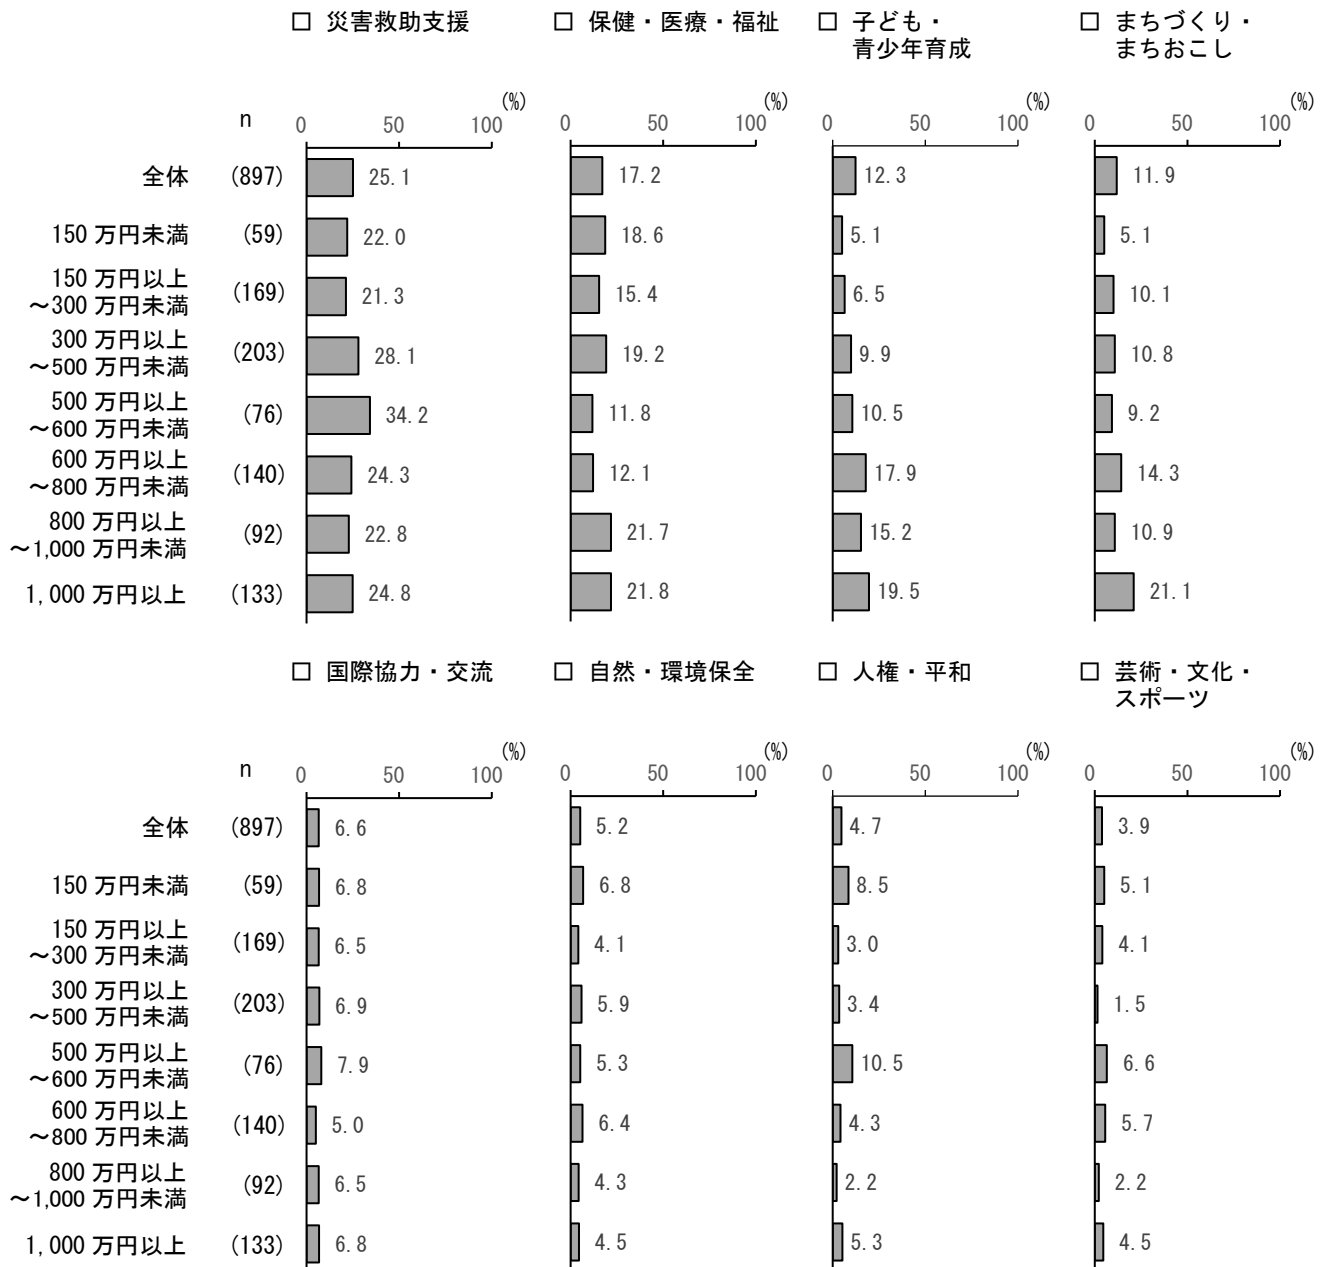 □ 災害救助支援
□ 保健・医療・福祉
□ 子ども・
青少年育成
□ まちづくり・
まちおこし
n
0 50 100 (%)
0 50 100 (%)
0 50 100 (%)
0 50 100 (%)
全体 (897) 25.1 17.2 12.3 11.9
150 万円未満 (59) 22.0 18.6 5.1 5.1
150 万円以上
～300 万円未満 (169) 21.3 15.4 6.5 10.1
300 万円以上
～500 万円未満 (203) 28.1 19.2 9.9 10.8
500 万円以上
～600 万円未満 (76) 34.2 11.8 10.5 9.2
600 万円以上
～800 万円未満 (140) 24.3 12.1 17.9 14.3
800 万円以上
～1,000 万円未満 (92) 22.8 21.7 15.2 10.9
1,000 万円以上 (133) 24.8 21.8 19.5 21.1
□ 国際協力・交流
□ 自然・環境保全
□ 人権・平和
□ 芸術・文化・
スポーツ
n
0 50 100 (%)
0 50 100 (%)
0 50 100 (%)
0 50 100 (%)
全体 (897) 6.6 5.2 4.7 3.9
150 万円未満 (59) 6.8 6.8 8.5 5.1
150 万円以上
～300 万円未満 (169) 6.5 4.1 3.0 4.1
300 万円以上
～500 万円未満 (203) 6.9 5.9 3.4 1.5
500 万円以上
～600 万円未満 (76) 7.9 5.3 10.5 6.6
600 万円以上
～800 万円未満 (140) 5.0 6.4 4.3 5.7
800 万円以上
～1,000 万円未満 (92) 6.5 4.3 2.2 2.2
1,000 万円以上 (133) 6.8 4.5 5.3 4.5